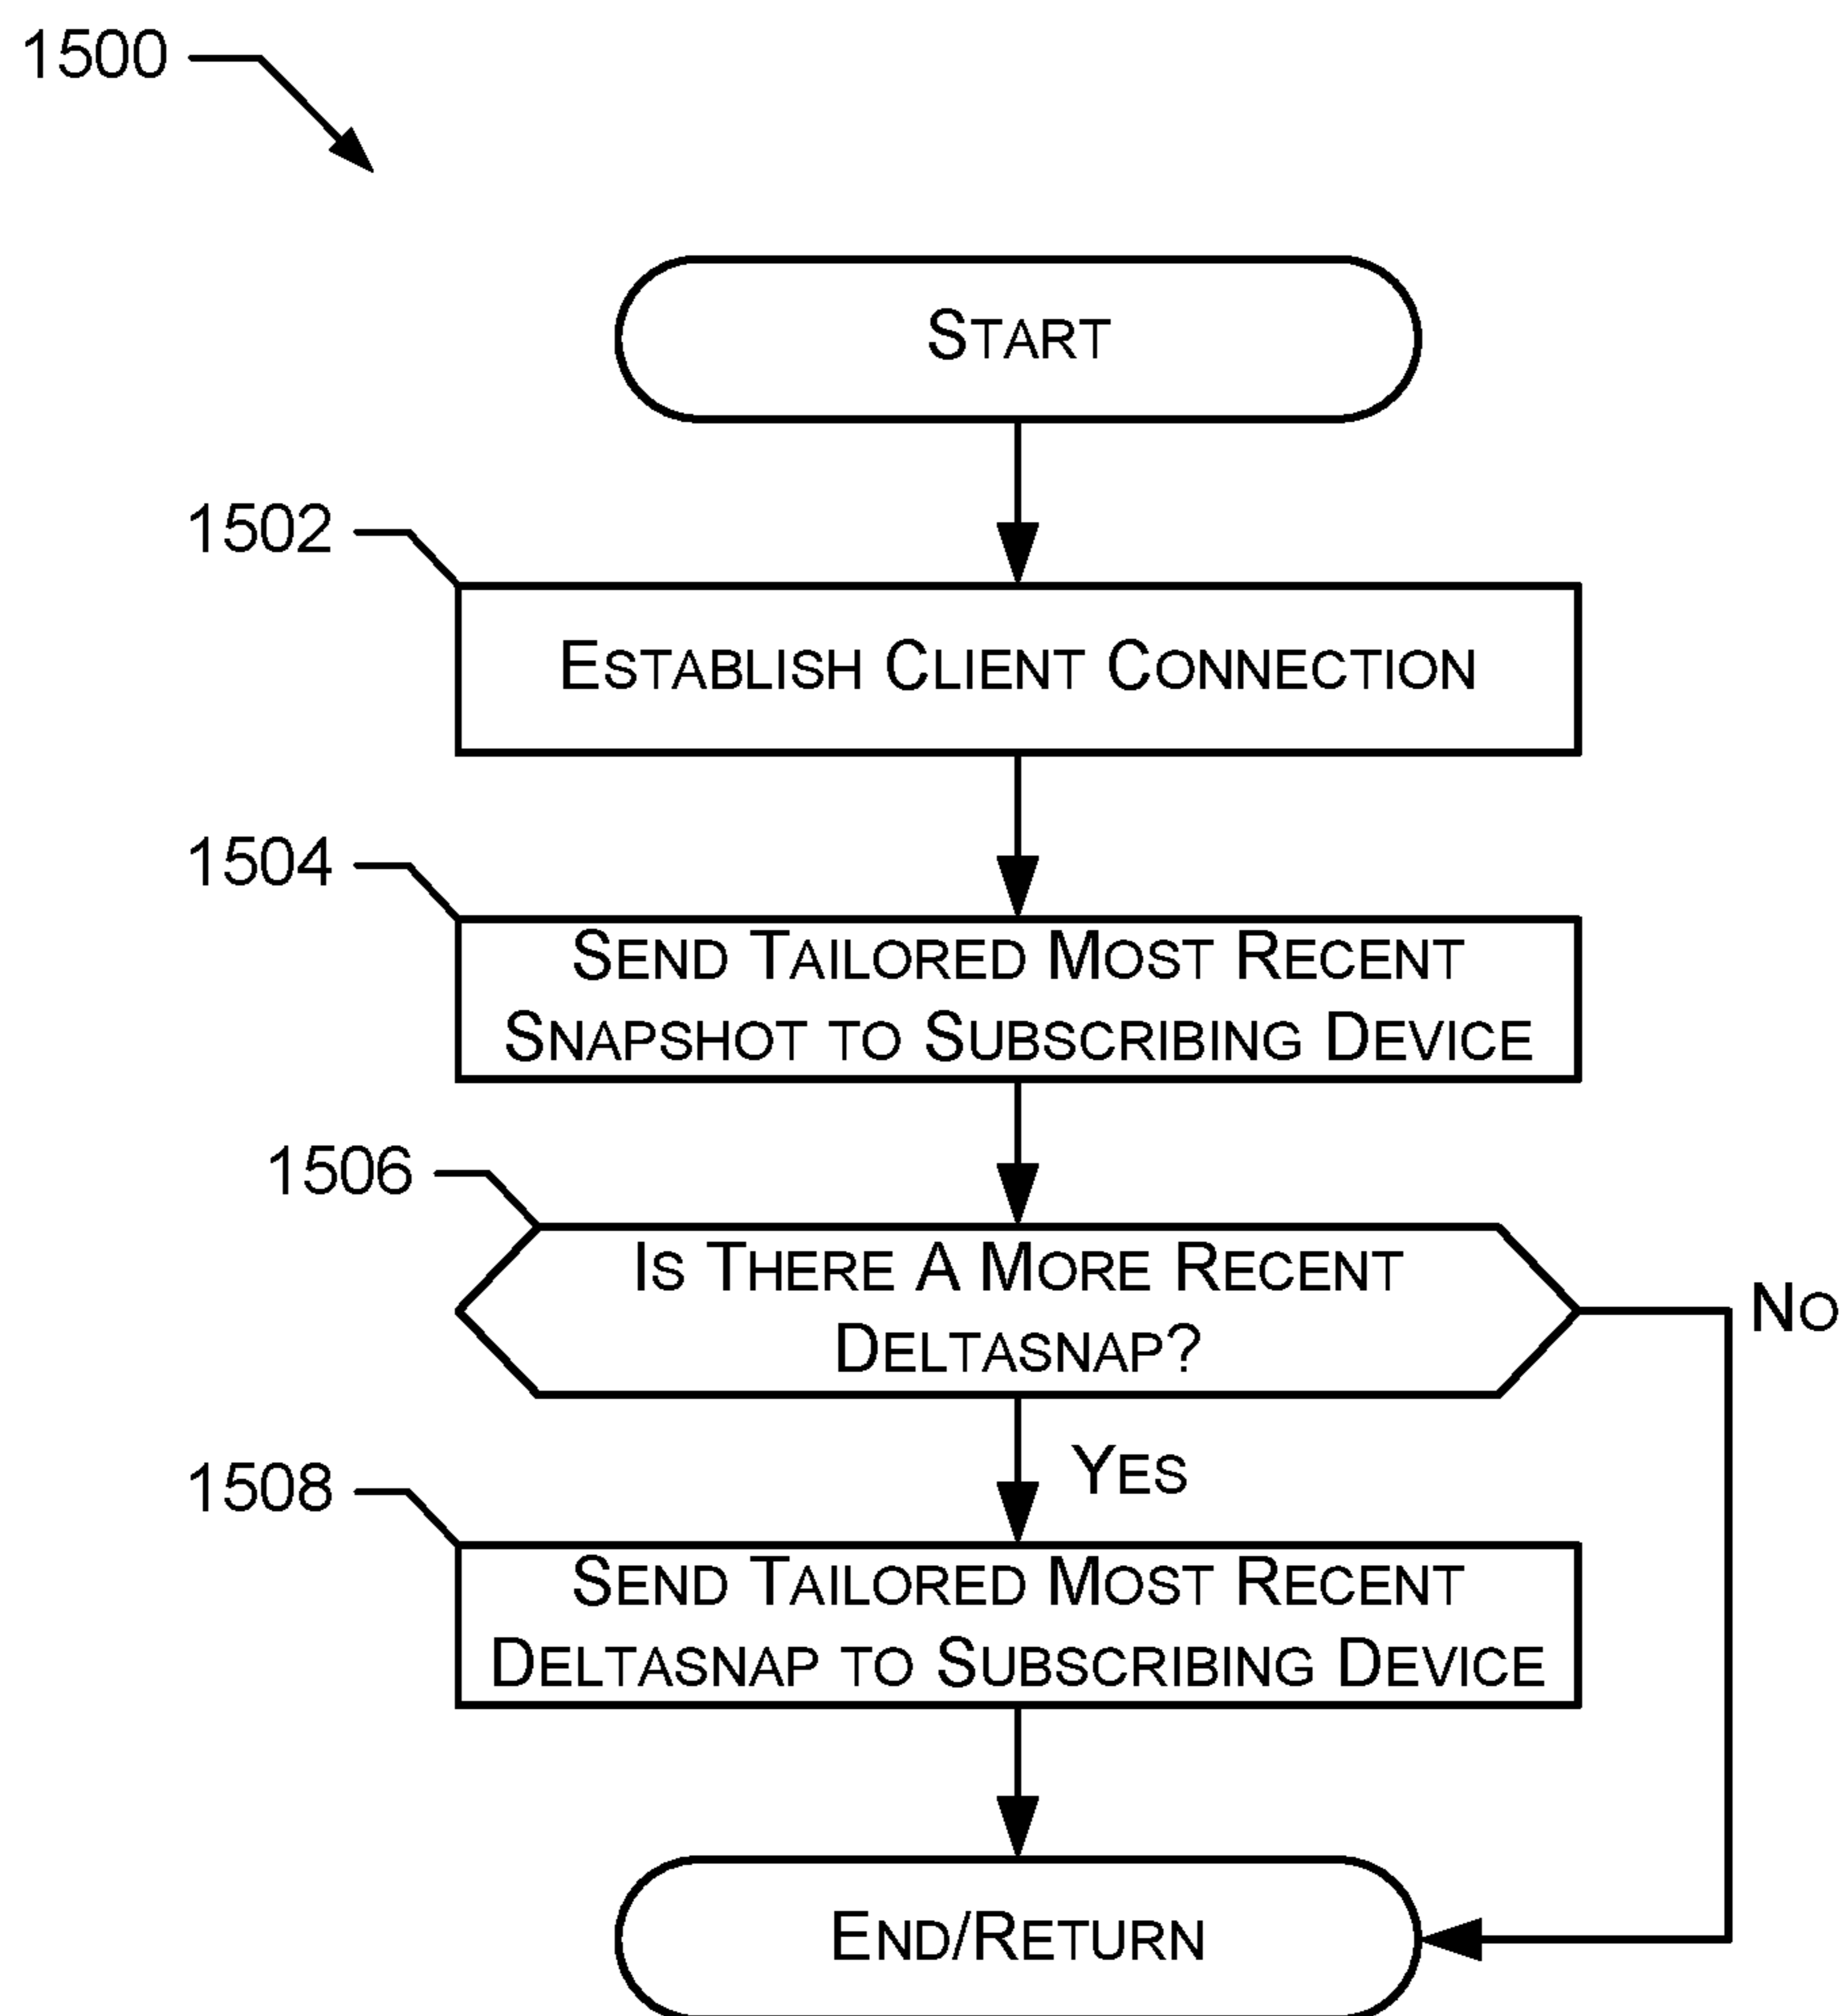 1500
START
1502
ESTABLISH CLIENT CONNECTION
1504
SEND TAILORED MOST RECENT
SNAPSHOT TO SUBSCRIBING DEVICE
1506
IS THERE A MORE RECENT
DELTASNAP?
NO
YES
1508
SEND TAILORED MOST RECENT
DELTASNAP TO SUBSCRIBING DEVICE
END/RETURN